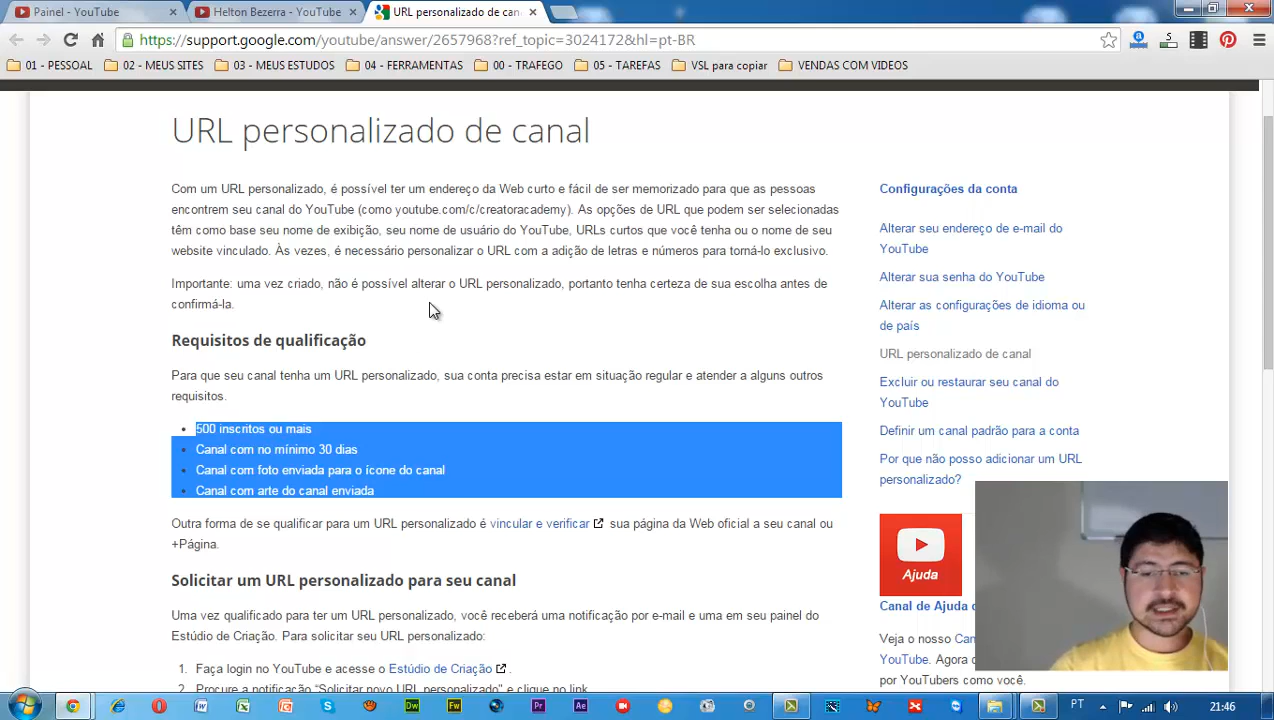 Painel - YouTube
Helton Bezerra - YouTube
URL personalizado de can
https://support.google.com/youtube/answer/2657968?ref_topic=3024172&hl=pt-BR
5
01 - PESSOAL
02 - MEUS SITES
03 - MEUS ESTUDOS
04 - FERRAMENTAS
00 - TRAFEGO
05 - TAREFAS
VSL para copiar
VENDAS COM VIDEOS
URL personalizado de canal
Com um URL personalizado, é possível ter um endereço da Web curto e fácil de ser memorizado para que as pessoas
encontrem seu canal do YouTube (como youtube.com/c/creatoracademy). As opções de URL que podem ser selecionadas
têm como base seu nome de exibição, seu nome de usuário do YouTube, URLs curtos que você tenha ou o nome de seu
website vinculado. Às vezes, é necessário personalizar o URL com a adição de letras e números para torná-lo exclusivo.
Importante: uma vez criado, não é possível alterar o URL personalizado, portanto tenha certeza de sua escolha antes de
confirmá-la.
Requisitos de qualificação
Para que seu canal tenha um URL personalizado, sua conta precisa estar em situação regular e atender a alguns outros
requisitos.
• 500 inscritos ou mais
• Canal com no mínimo 30 dias
• Canal com foto enviada para o ícone do canal
• Canal com arte do canal enviada
Outra forma de se qualificar para um URL personalizado é vincular e verificar sua página da Web oficial a seu canal ou
+Página.
Solicitar um URL personalizado para seu canal
Uma vez qualificado para ter um URL personalizado, você receberá uma notificação por e-mail e uma em seu painel do
Estúdio de Criação. Para solicitar seu URL personalizado:
1. Faça login no YouTube e acesse o Estúdio de Criação.
2. Procure a notificação "Solicitar novo URL personalizado" e clique no link
Configurações da conta
Alterar seu endereço de e-mail do
YouTube
Alterar sua senha do YouTube
Alterar as configurações de idioma ou
de país
URL personalizado de canal
Excluir ou restaurar seu canal do
YouTube
Definir um canal padrão para a conta
Por que não posso adicionar um URL
personalizado?
Ajuda
Canal de Ajuda
Veja o nosso Can
YouTube. Agora
por YouTubers como você.
Dw
Fw
Pr
Ae
PT
21:46